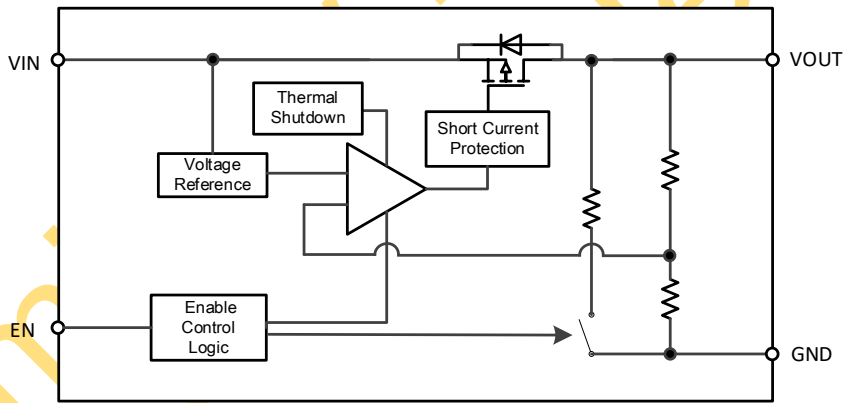 VIN
VOUT
Thermal
Shutdown
Short Current
Protection
Voltage
Reference
EN
Enable
Control
Logic
GND